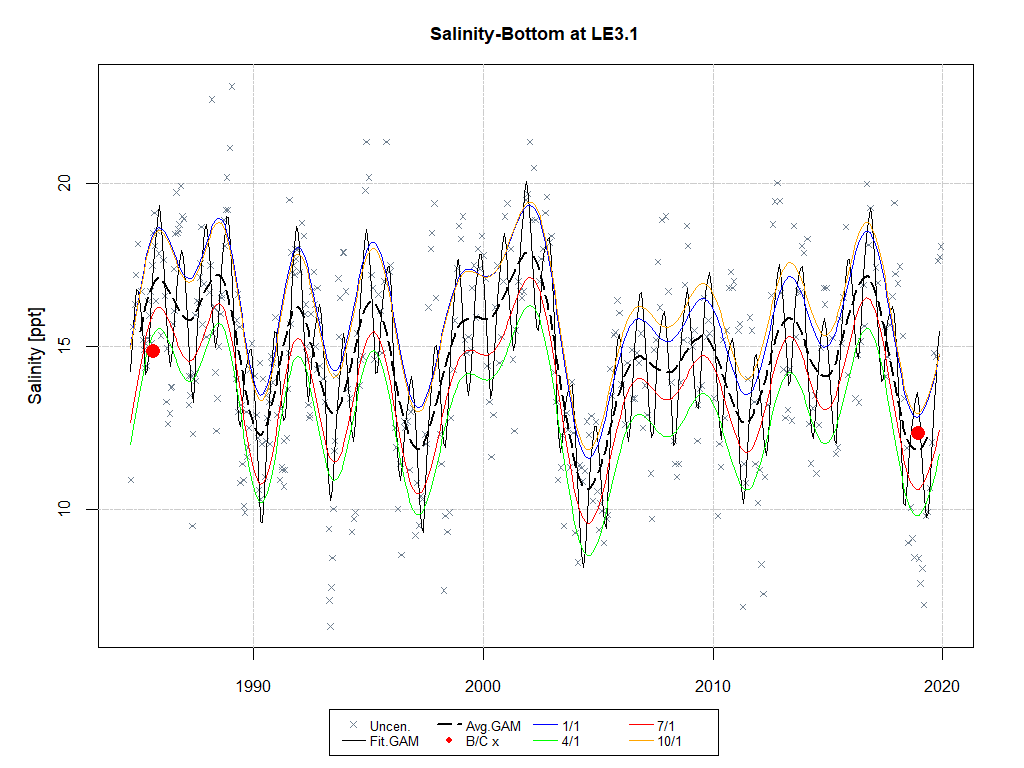 Salinity-Bottom at LE3.1
Salinity [ppt]
20
15
10
1990 2000 2010 2020
Uncen. Avg.GAM 1/1 7/1
Fit.GAM B/C x 4/1 10/1